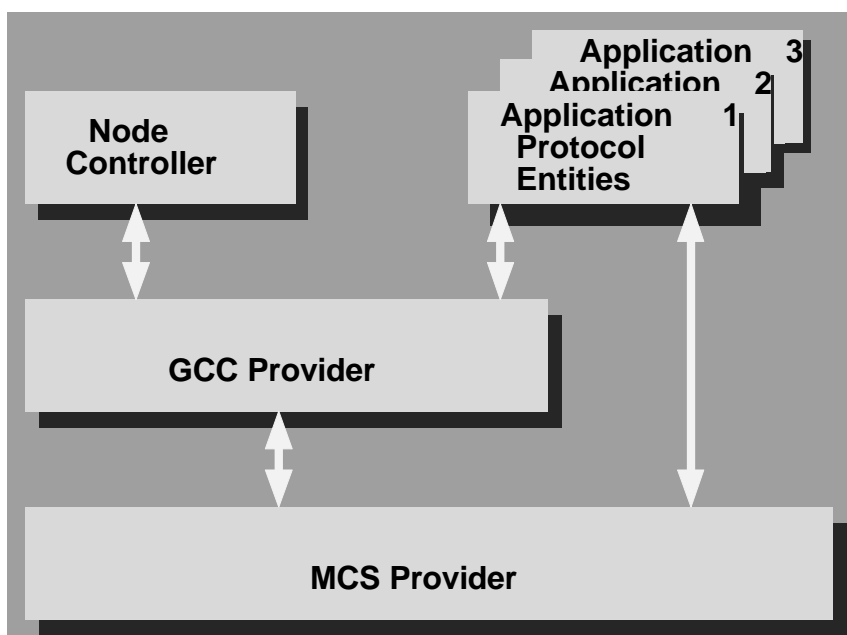 Application 3
Application 2
Application 1
Protocol
Entities
Node
Controller
GCC Provider
MCS Provider